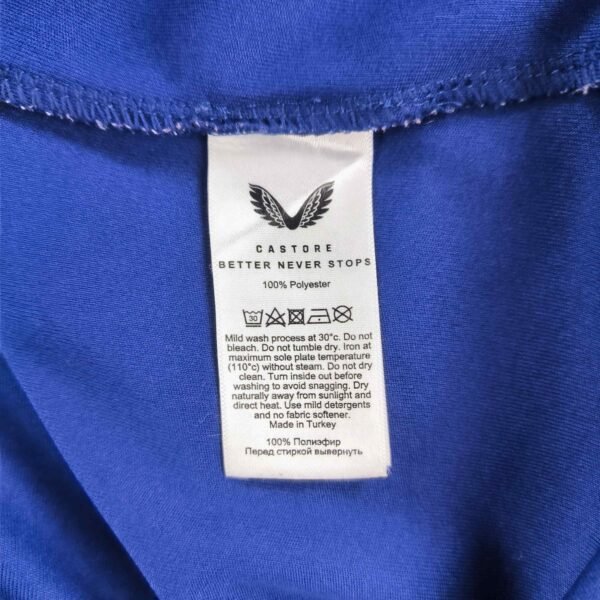 CASTORE
BETTER NEVER STOPS
100% Polyester
30
Mild wash process at 30°c. Do not
bleach. Do not tumble dry. Iron at
maximum sole plate temperature
(110°c) without steam. Do not dry
clean. Turn inside out before
washing to avoid snagging. Dry
naturally away from sunlight and
direct heat. Use mild detergents
and no fabric softener.
Made in Turkey
100% Полиэфир
Перед стиркой вывернуть